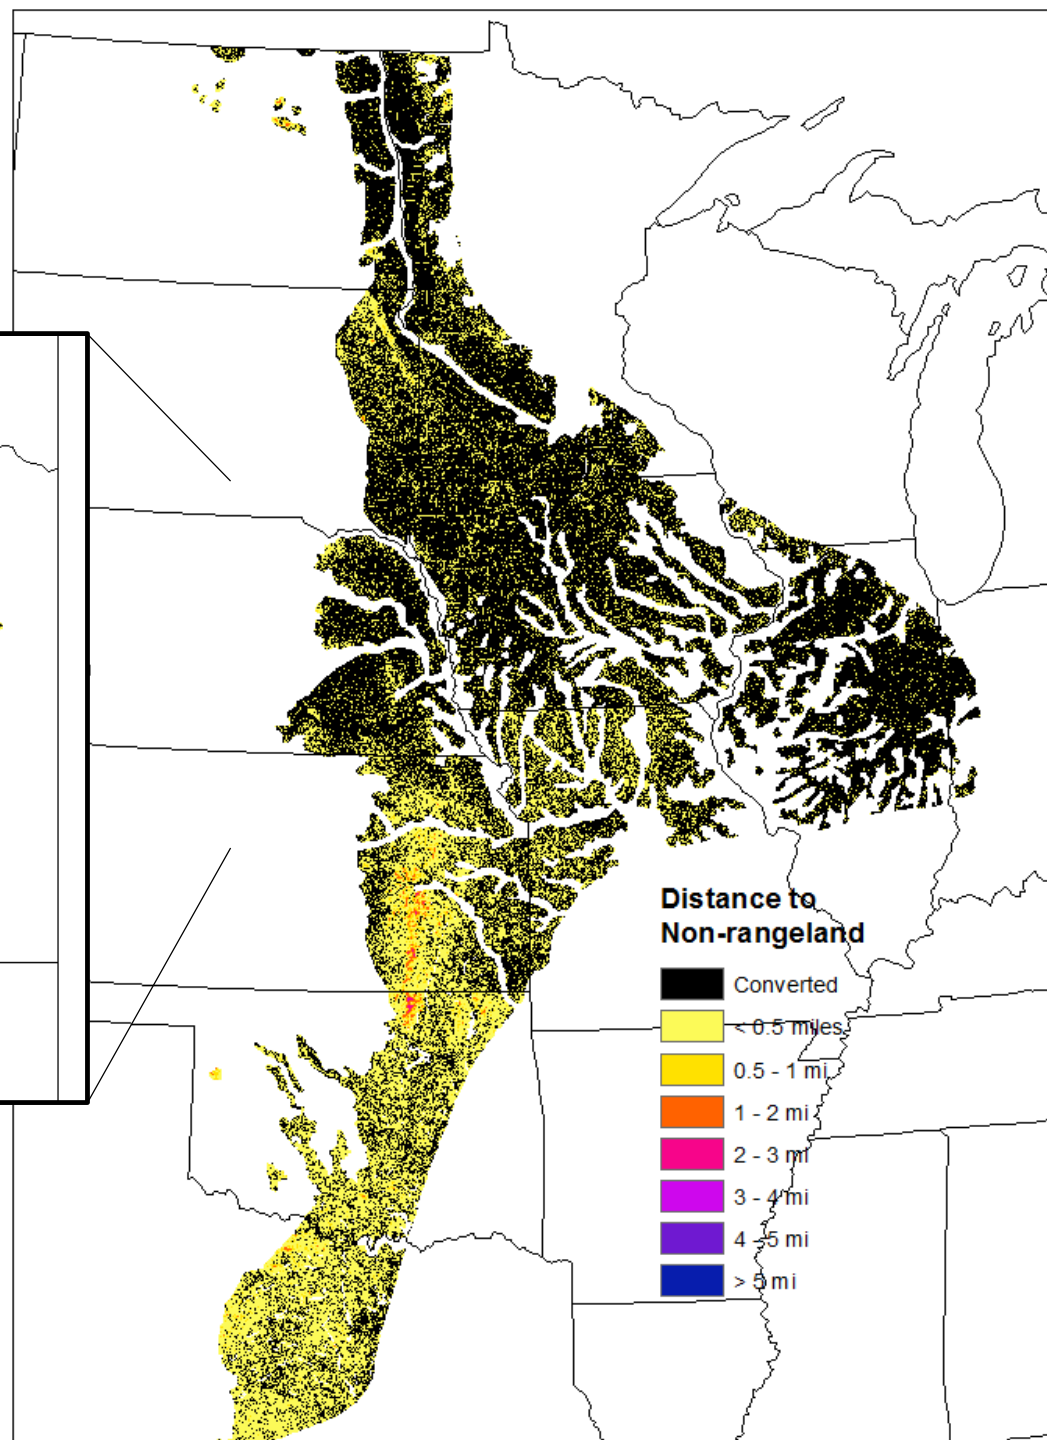 Distance to
Non-rangeland
Converted
< 0.5 miles
0.5 - 1 mi
1 - 2 mi
2 - 3 mi
3 - 4 mi
4 - 5 mi
> 5 mi